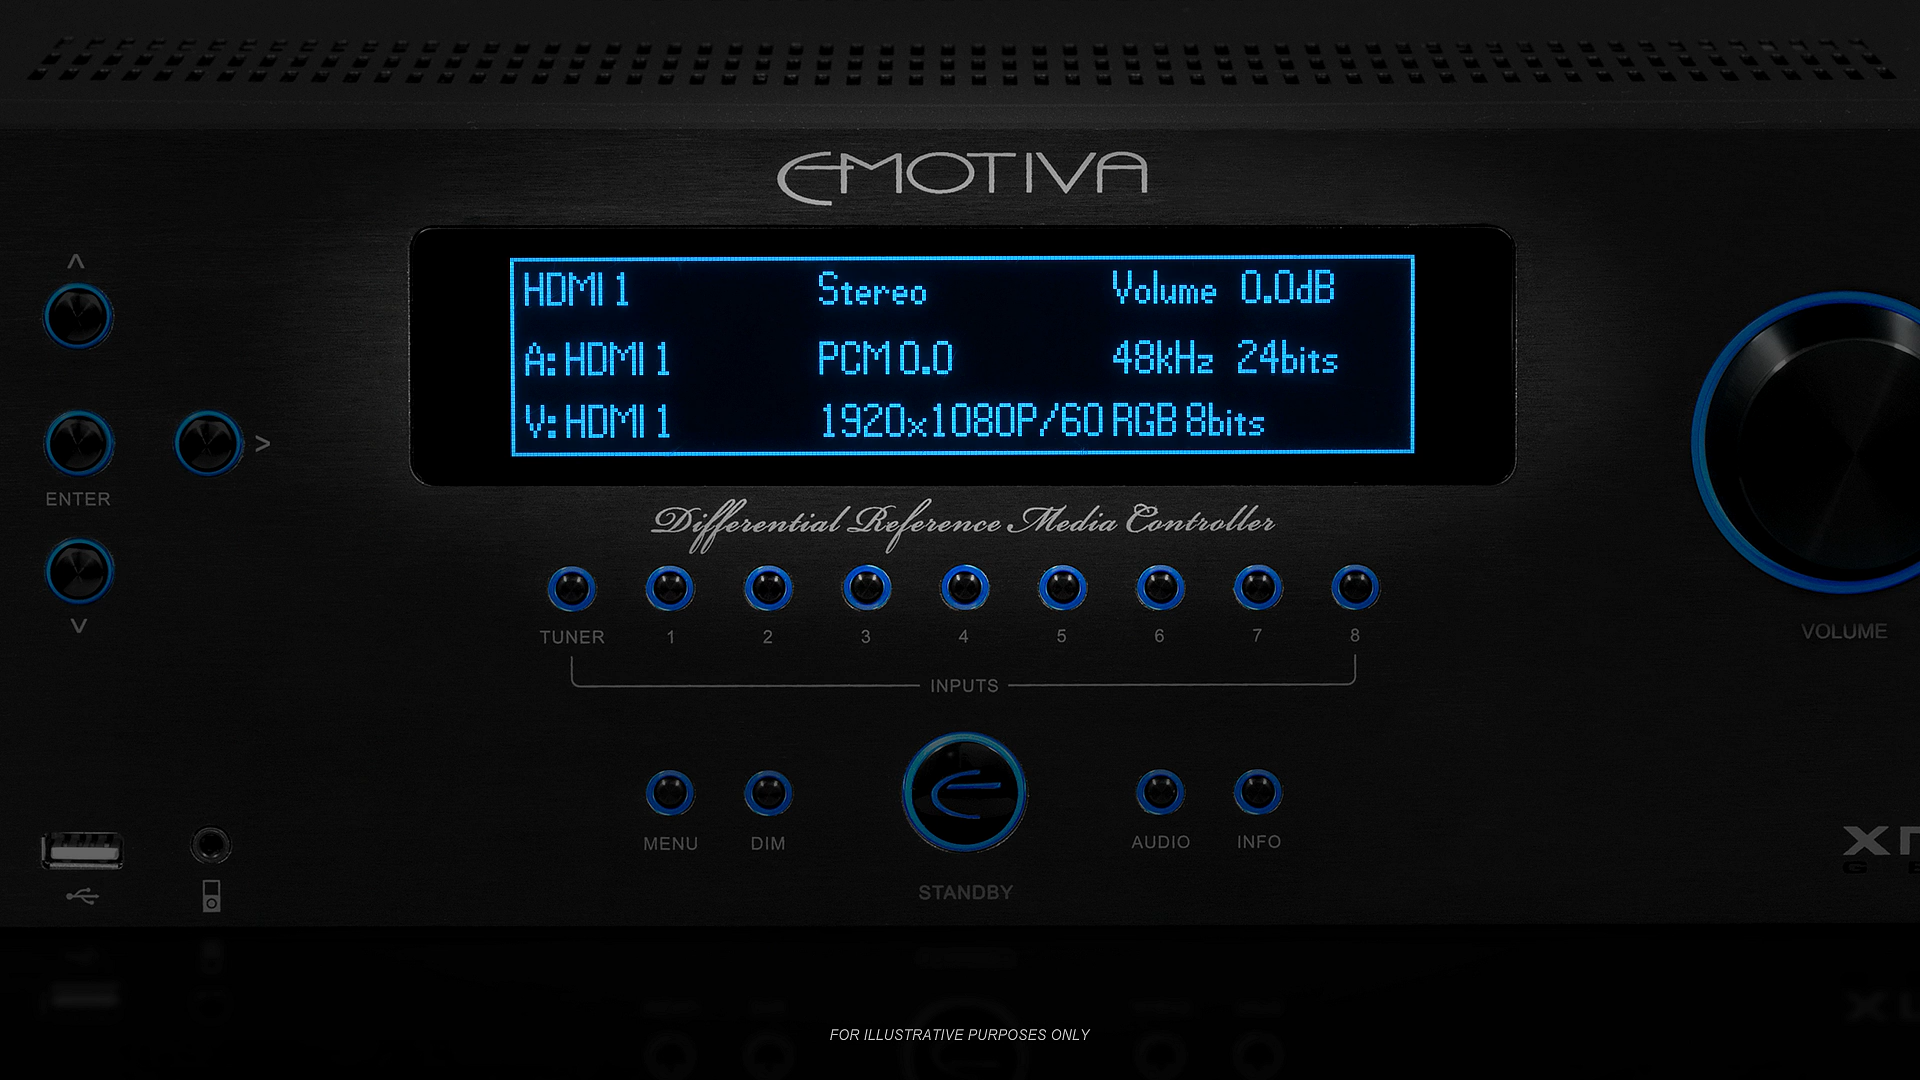 EMOTIVA
HDMI 1 Stereo Volume 0.0dB
A: HDMI 1 PCM 0.0 48kHz 24bits
V: HDMI 1 1920x1080P/60 RGB 8bits
Differential Reference Media Controller
ENTER
TUNER 1 2 3 4 5 6 7 8
INPUTS
VOLUME
MENU DIM AUDIO INFO
STANDBY
FOR ILLUSTRATIVE PURPOSES ONLY